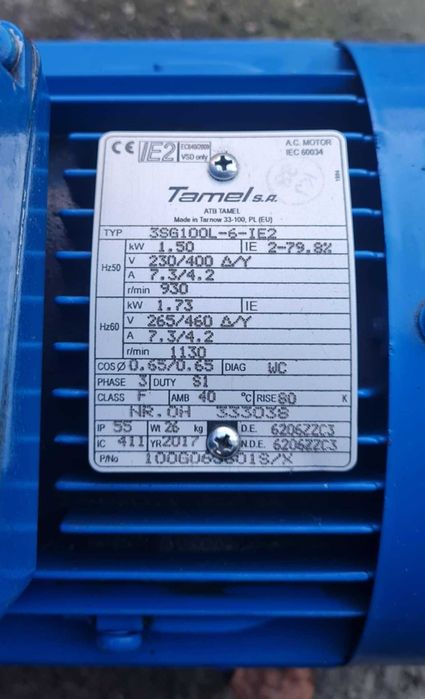 CE IE2 EC640/2009 VSD only A.C. MOTOR IEC 60034
Tamel S.A.
ATB TAMEL
Made in Tarnow 33-100, PL (EU)
TYP 3SG100L-6-IE2
Hz50 kW 1.50 IE 2-79.8%
V 230/400 Δ/Y
A 7.3/4.2
r/min 930
Hz60 kW 1.73 IE
V 265/460 Δ/Y
A 7.3/4.2
r/min 1130
COS Ø 0.65/0.65 DIAG WC
PHASE 3 DUTY S1
CLASS F AMB 40 °C RISE 80 K
NR.OH 333038
IP 55 Wt 26 kg D.E. 6206ZZC3
IC 411 YR 2017 N.D.E. 6206ZZC3
P/No